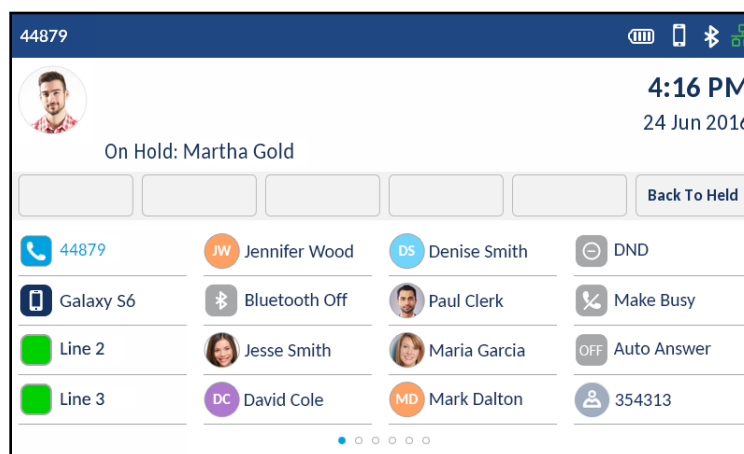 44879
4:16 PM
24 Jun 2016
On Hold: Martha Gold
Back To Held
44879
JW Jennifer Wood
DS Denise Smith
DND
Galaxy S6
Bluetooth Off
Paul Clerk
Make Busy
Line 2
Jesse Smith
Maria Garcia
OFF Auto Answer
Line 3
DC David Cole
MD Mark Dalton
354313